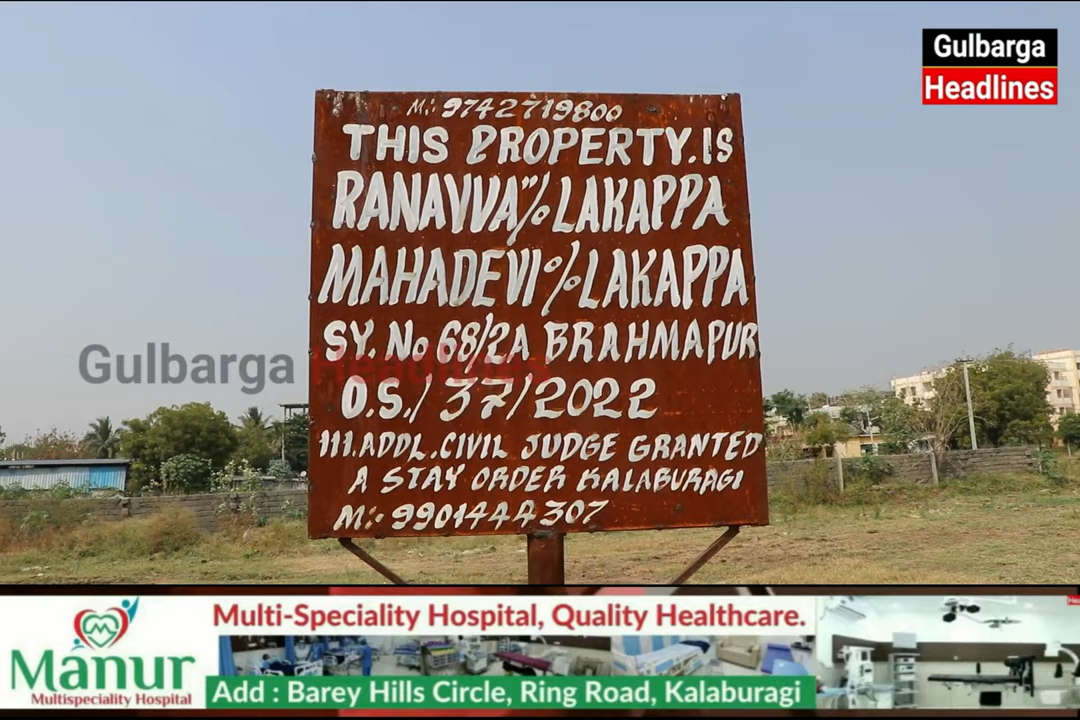 Gulbarga
Headlines
M:- 9742719800
THIS PROPERTY.IS
RANAVVA"% LAKAPPA
MAHADEVI % LAKAPPA
SY. No 68/2A BRAHMAPUR
Gulbarga Headlines
O.S./37/2022
111.ADDL.CIVIL JUDGE GRANTED
A STAY ORDER KALABURAGI
M:- 9901444307
Manur
Multispeciality Hospital
Multi-Speciality Hospital, Quality Healthcare.
Add : Barey Hills Circle, Ring Road, Kalaburagi